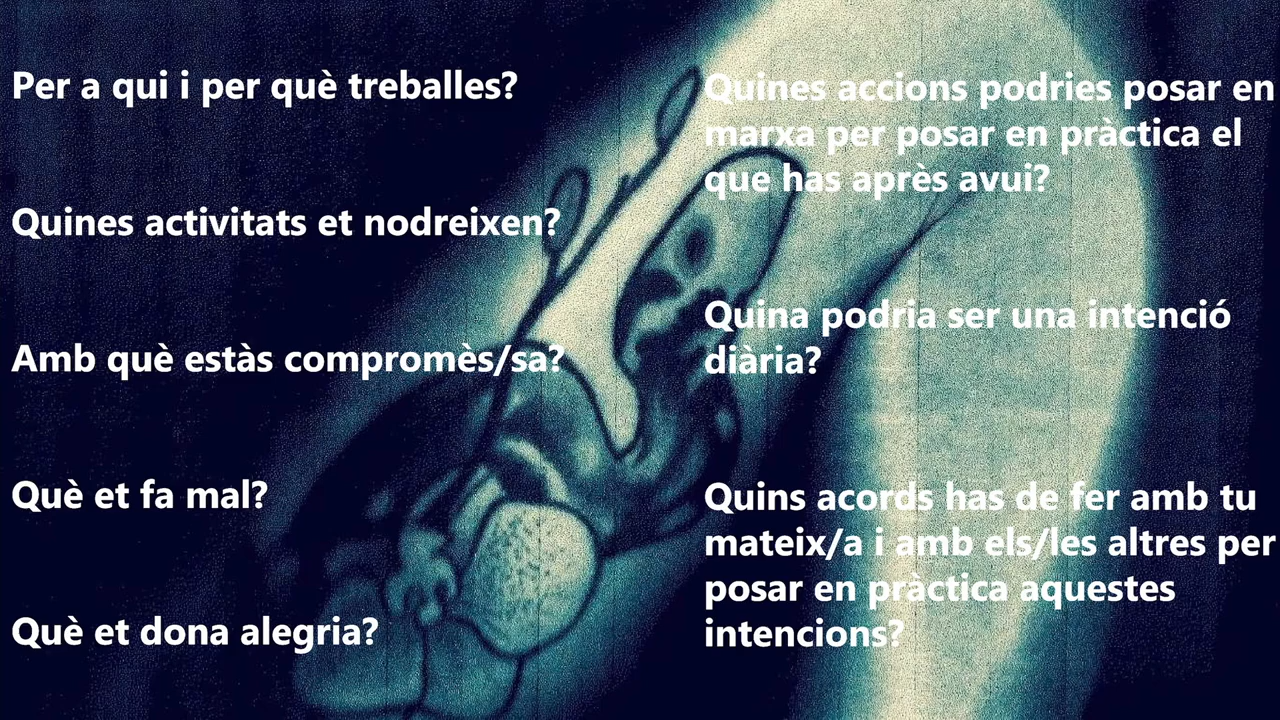 Per a qui i per què treballes?
Quines activitats et nodreixen?
Amb què estàs compromès/sa?
Què et fa mal?
Què et dona alegria?
Quines accions podries posar en
marxa per posar en pràctica el
que has après avui?
Quina podria ser una intenció
diària?
Quins acords has de fer amb tu
mateix/a i amb els/les altres per
posar en pràctica aquestes
intencions?